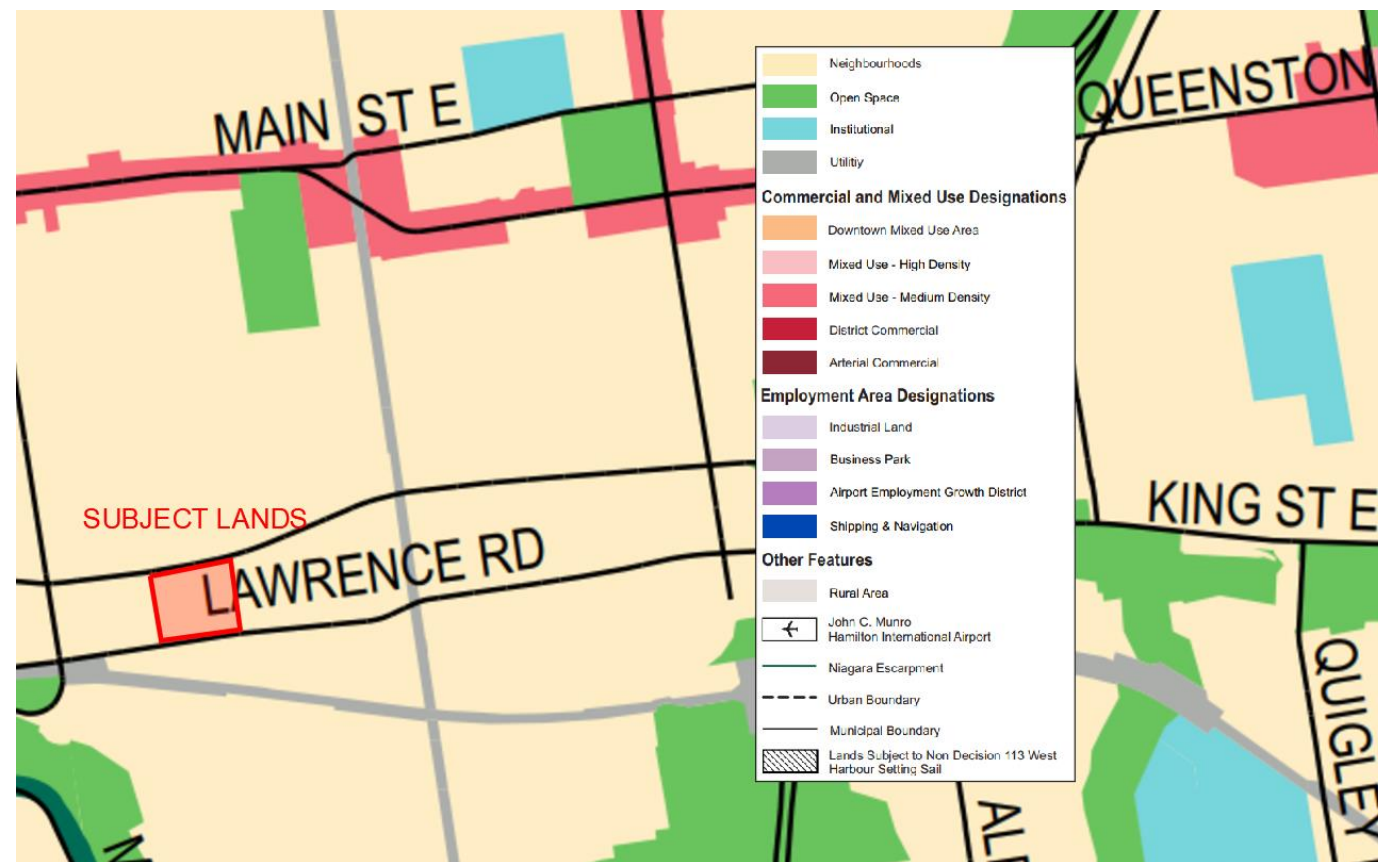 MAIN ST E
QUEENSTON
SUBJECT LANDS
LAWRENCE RD
KING ST E
QUIGLEY
Neighbourhoods
Open Space
Institutional
Utilitiy
Commercial and Mixed Use Designations
Downtown Mixed Use Area
Mixed Use - High Density
Mixed Use - Medium Density
District Commercial
Arterial Commercial
Employment Area Designations
Industrial Land
Business Park
Airport Employment Growth District
Shipping & Navigation
Other Features
Rural Area
John C. Munro
Hamilton International Airport
Niagara Escarpment
Urban Boundary
Municipal Boundary
Lands Subject to Non Decision 113 West
Harbour Setting Sail